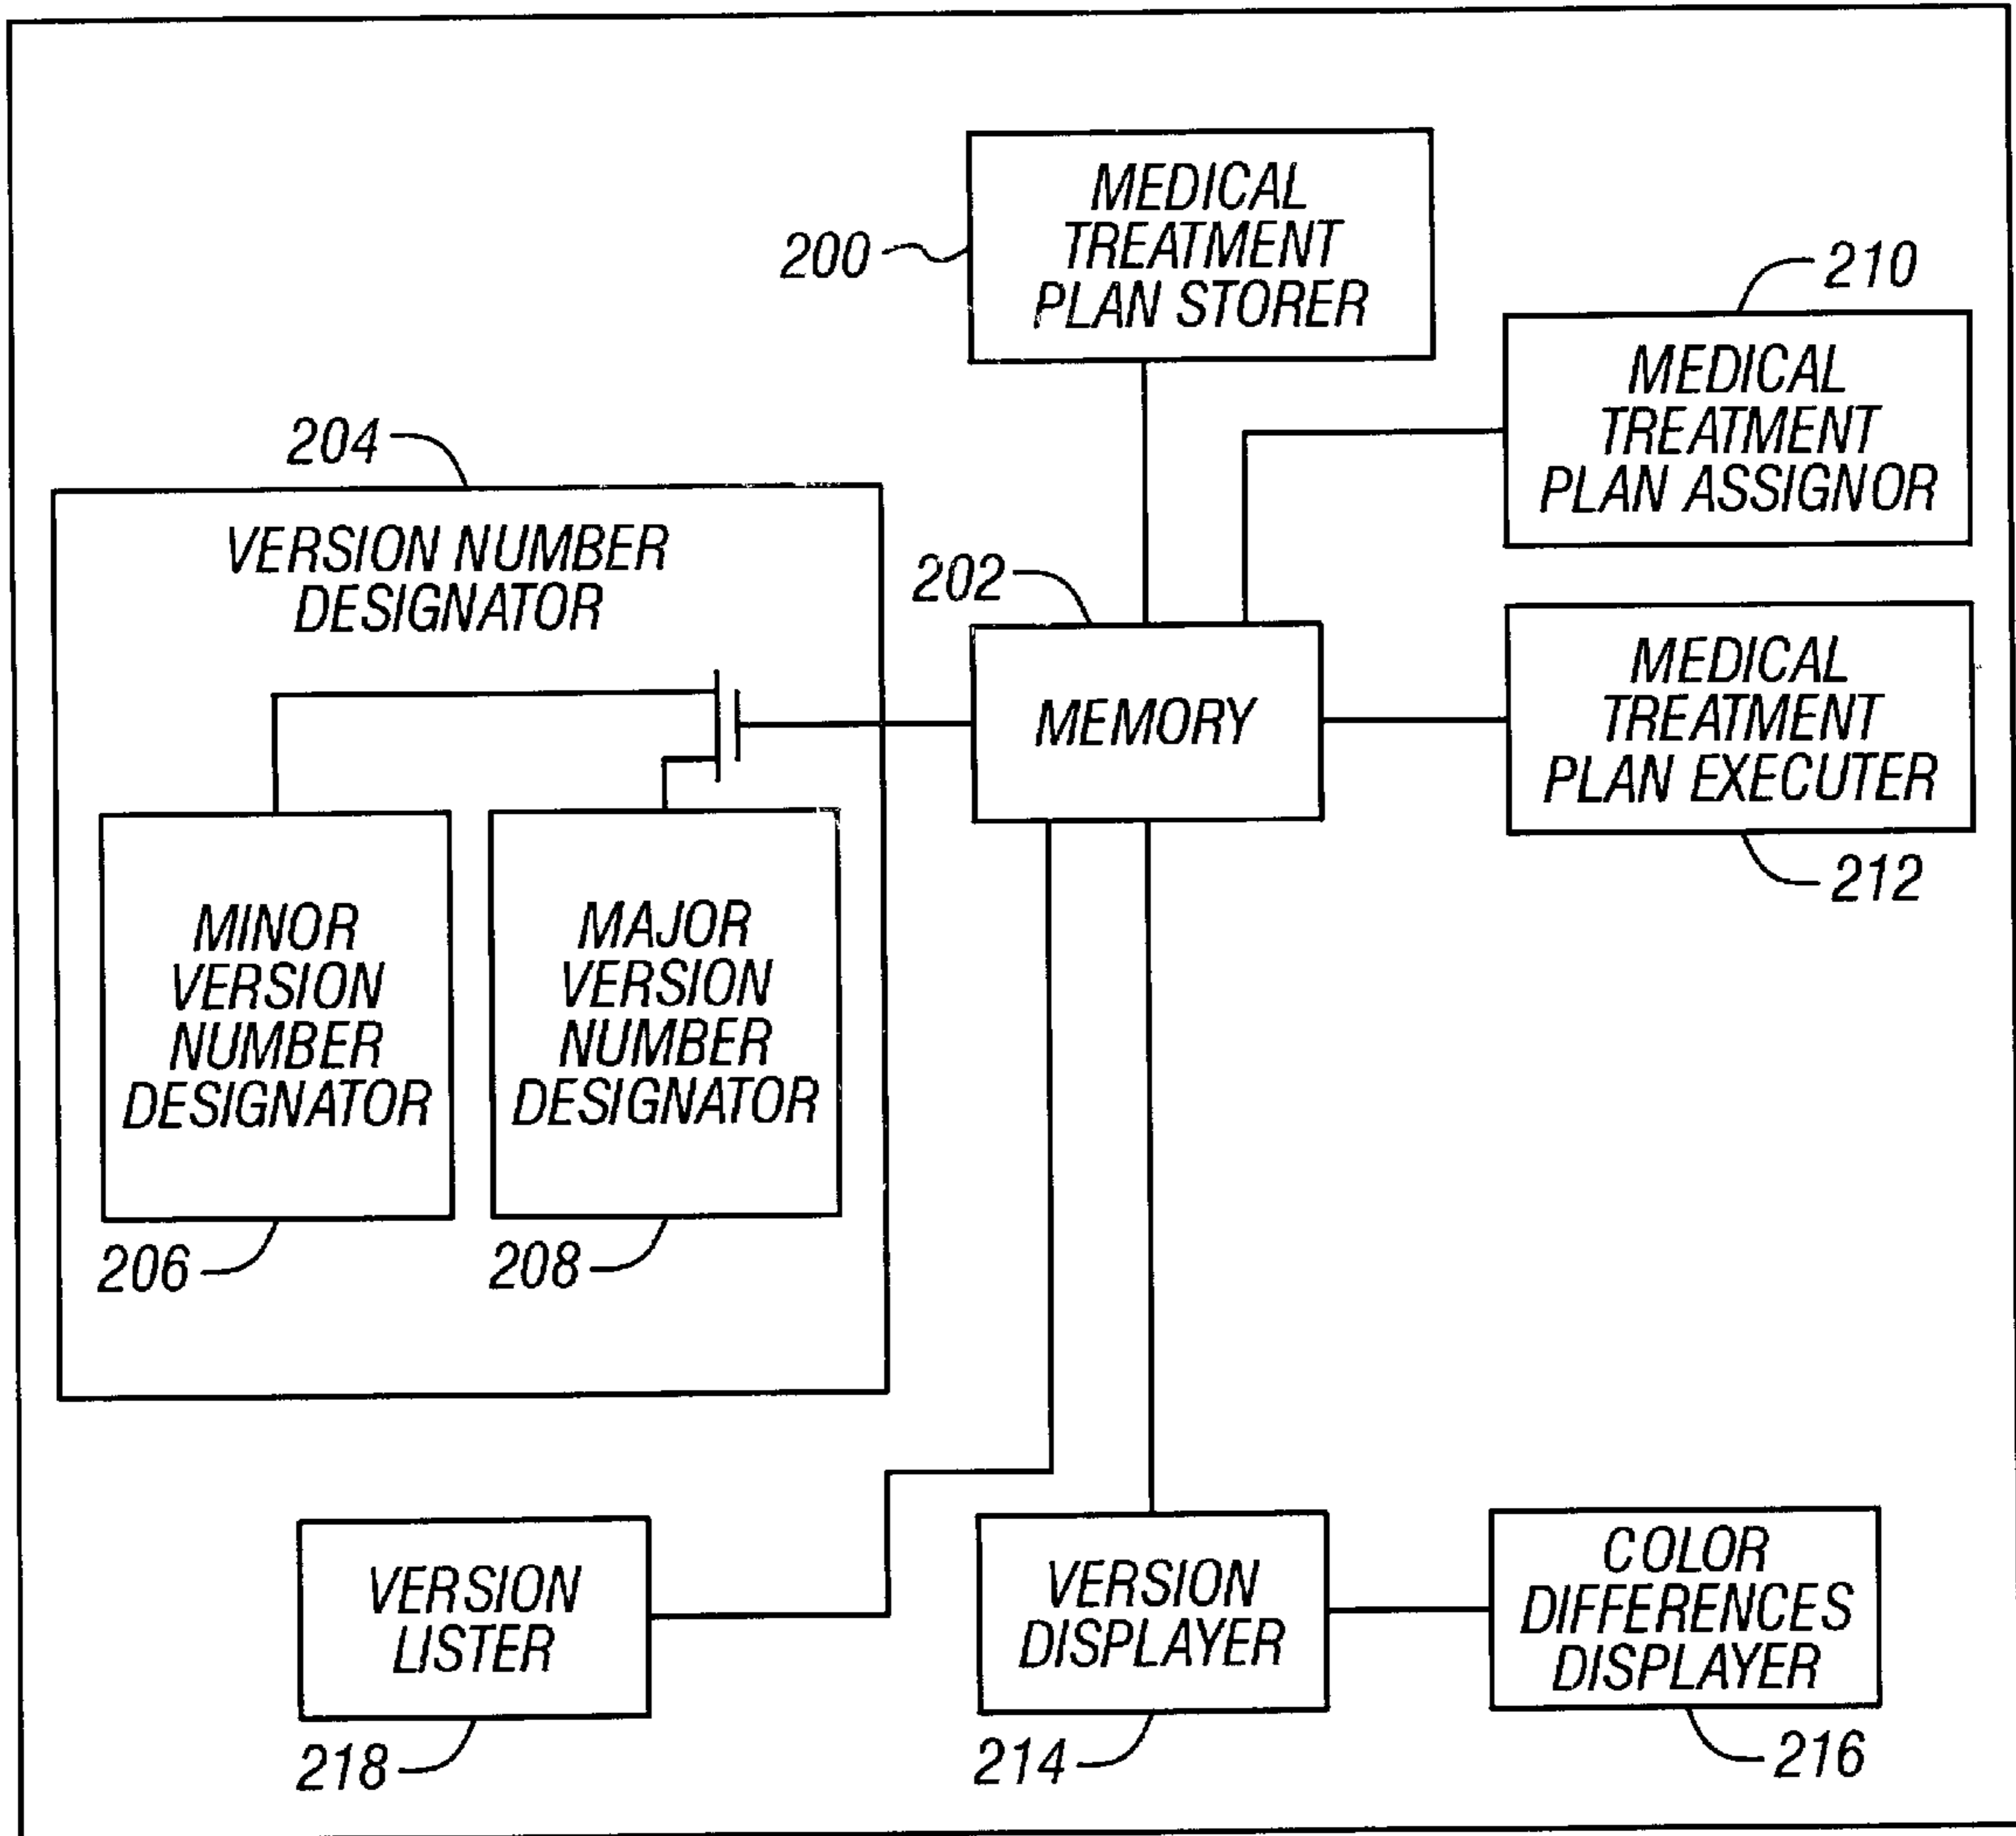 MEDICAL
TREATMENT
PLAN STORER
200
210
MEDICAL
TREATMENT
PLAN ASSIGNOR
204
VERSION NUMBER
DESIGNATOR
202
MEMORY
MEDICAL
TREATMENT
PLAN EXECUTER
212
MINOR
VERSION
NUMBER
DESIGNATOR
206
MAJOR
VERSION
NUMBER
DESIGNATOR
208
VERSION
LISTER
218
VERSION
DISPLAYER
214
COLOR
DIFFERENCES
DISPLAYER
216